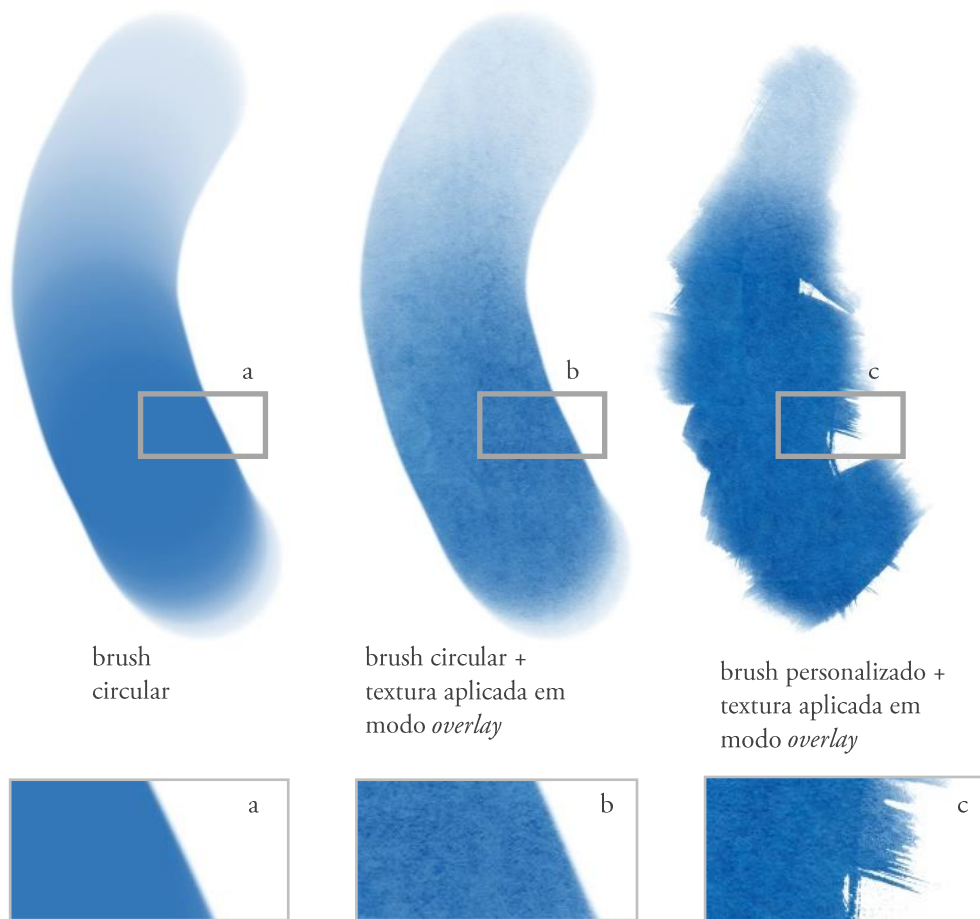 a
b
c
brush
circular
brush circular +
textura aplicada em
modo overlay
brush personalizado +
textura aplicada em
modo overlay
a
b
c